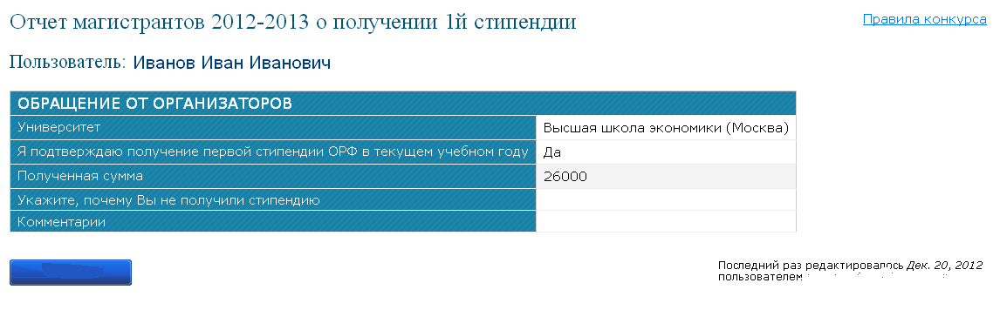 Отчет магистрантов 2012-2013 о получении 1й стипендии
Правила конкурса
Пользователь: Иванов Иван Иванович
ОБРАЩЕНИЕ ОТ ОРГАНИЗАТОРОВ
Университет Высшая школа экономики (Москва)
Я подтверждаю получение первой стипендии ОРФ в текущем учебном году Да
Полученная сумма 26000
Укажите, почему Вы не получили стипендию
Комментарии
Последний раз редактировалось Дек. 20, 2012
пользователем